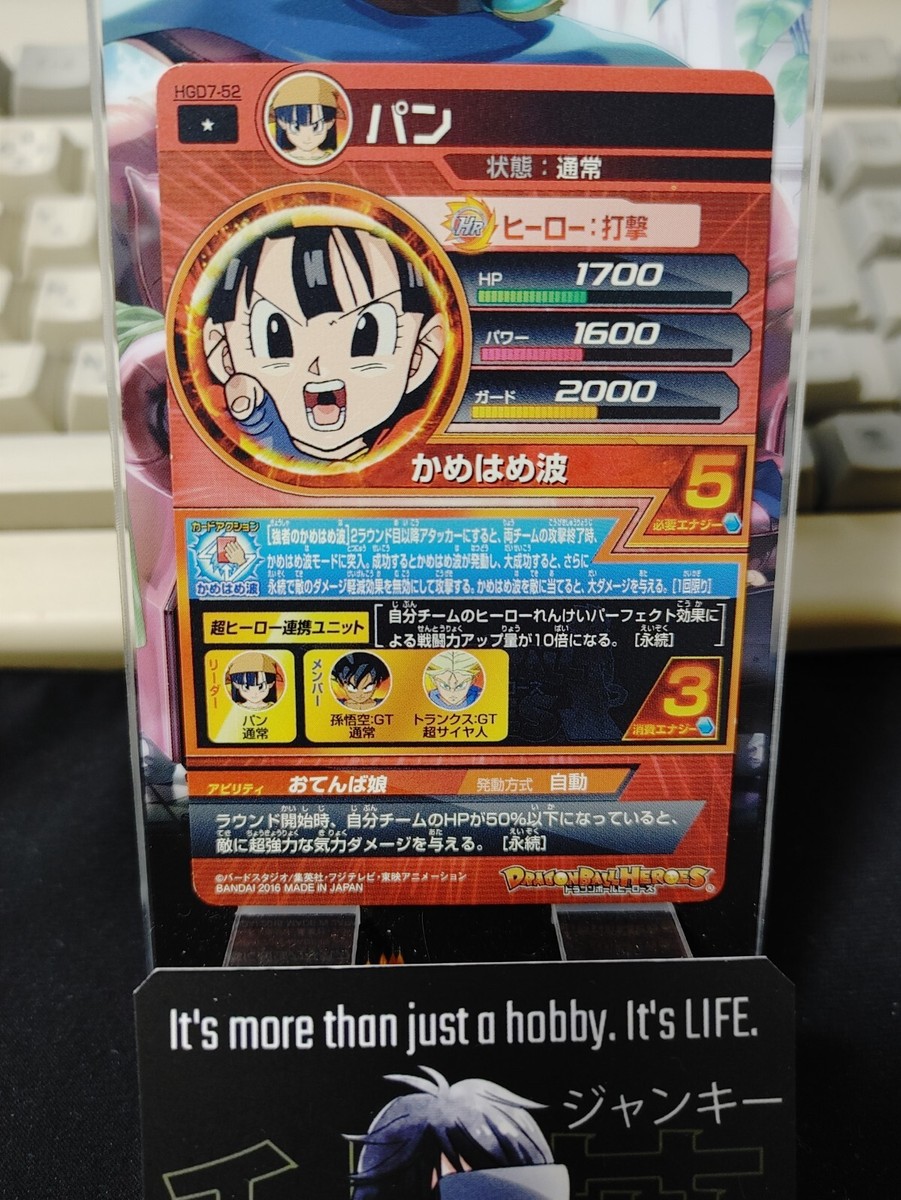 HGD7-52
★
パン
状態：通常
HR ヒーロー：打撃
HP 1700
パワー 1600
ガード 2000
かめはめ波
5
必要エナジー
カードアクション
かめはめ波
[強者のかめはめ波]2ラウンド目以降アタッカーにすると、両チームの攻撃終了時、
かめはめ波モードに突入。成功するとかめはめ波が発動し、大成功すると、さらに
永続で敵のダメージ軽減効果を無効にして攻撃する。かめはめ波を敵に当てると、大ダメージを与える。[1回限り]
超ヒーロー連携ユニット
自分チームのヒーローれんけいパーフェクト効果に
よる戦闘力アップ量が10倍になる。 [永続]
リーダー
パン
通常
メンバー
孫悟空:GT
通常
トランクス:GT
超サイヤ人
3
消費エナジー
アビリティ おてんば娘 発動方式 自動
ラウンド開始時、自分チームのHPが50%以下になっていると、
敵に超強力な気力ダメージを与える。 [永続]
©バードスタジオ/集英社・フジテレビ・東映アニメーション
BANDAI 2016 MADE IN JAPAN
DRAGONBALL HEROES
ドラゴンボールヒーローズ
It's more than just a hobby. It's LIFE.
ジャンキー